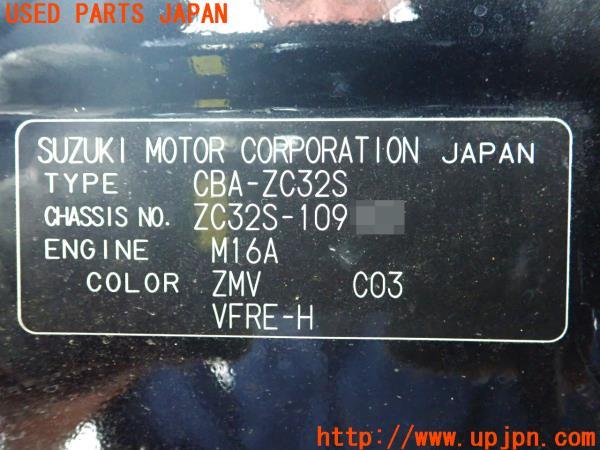 USED PARTS JAPAN
SUZUKI MOTOR CORPORATION JAPAN
TYPE CBA-ZC32S
CHASSIS NO. ZC32S-109
ENGINE M16A
COLOR ZMV C03
VFRE-H
http://www.upjpn.com